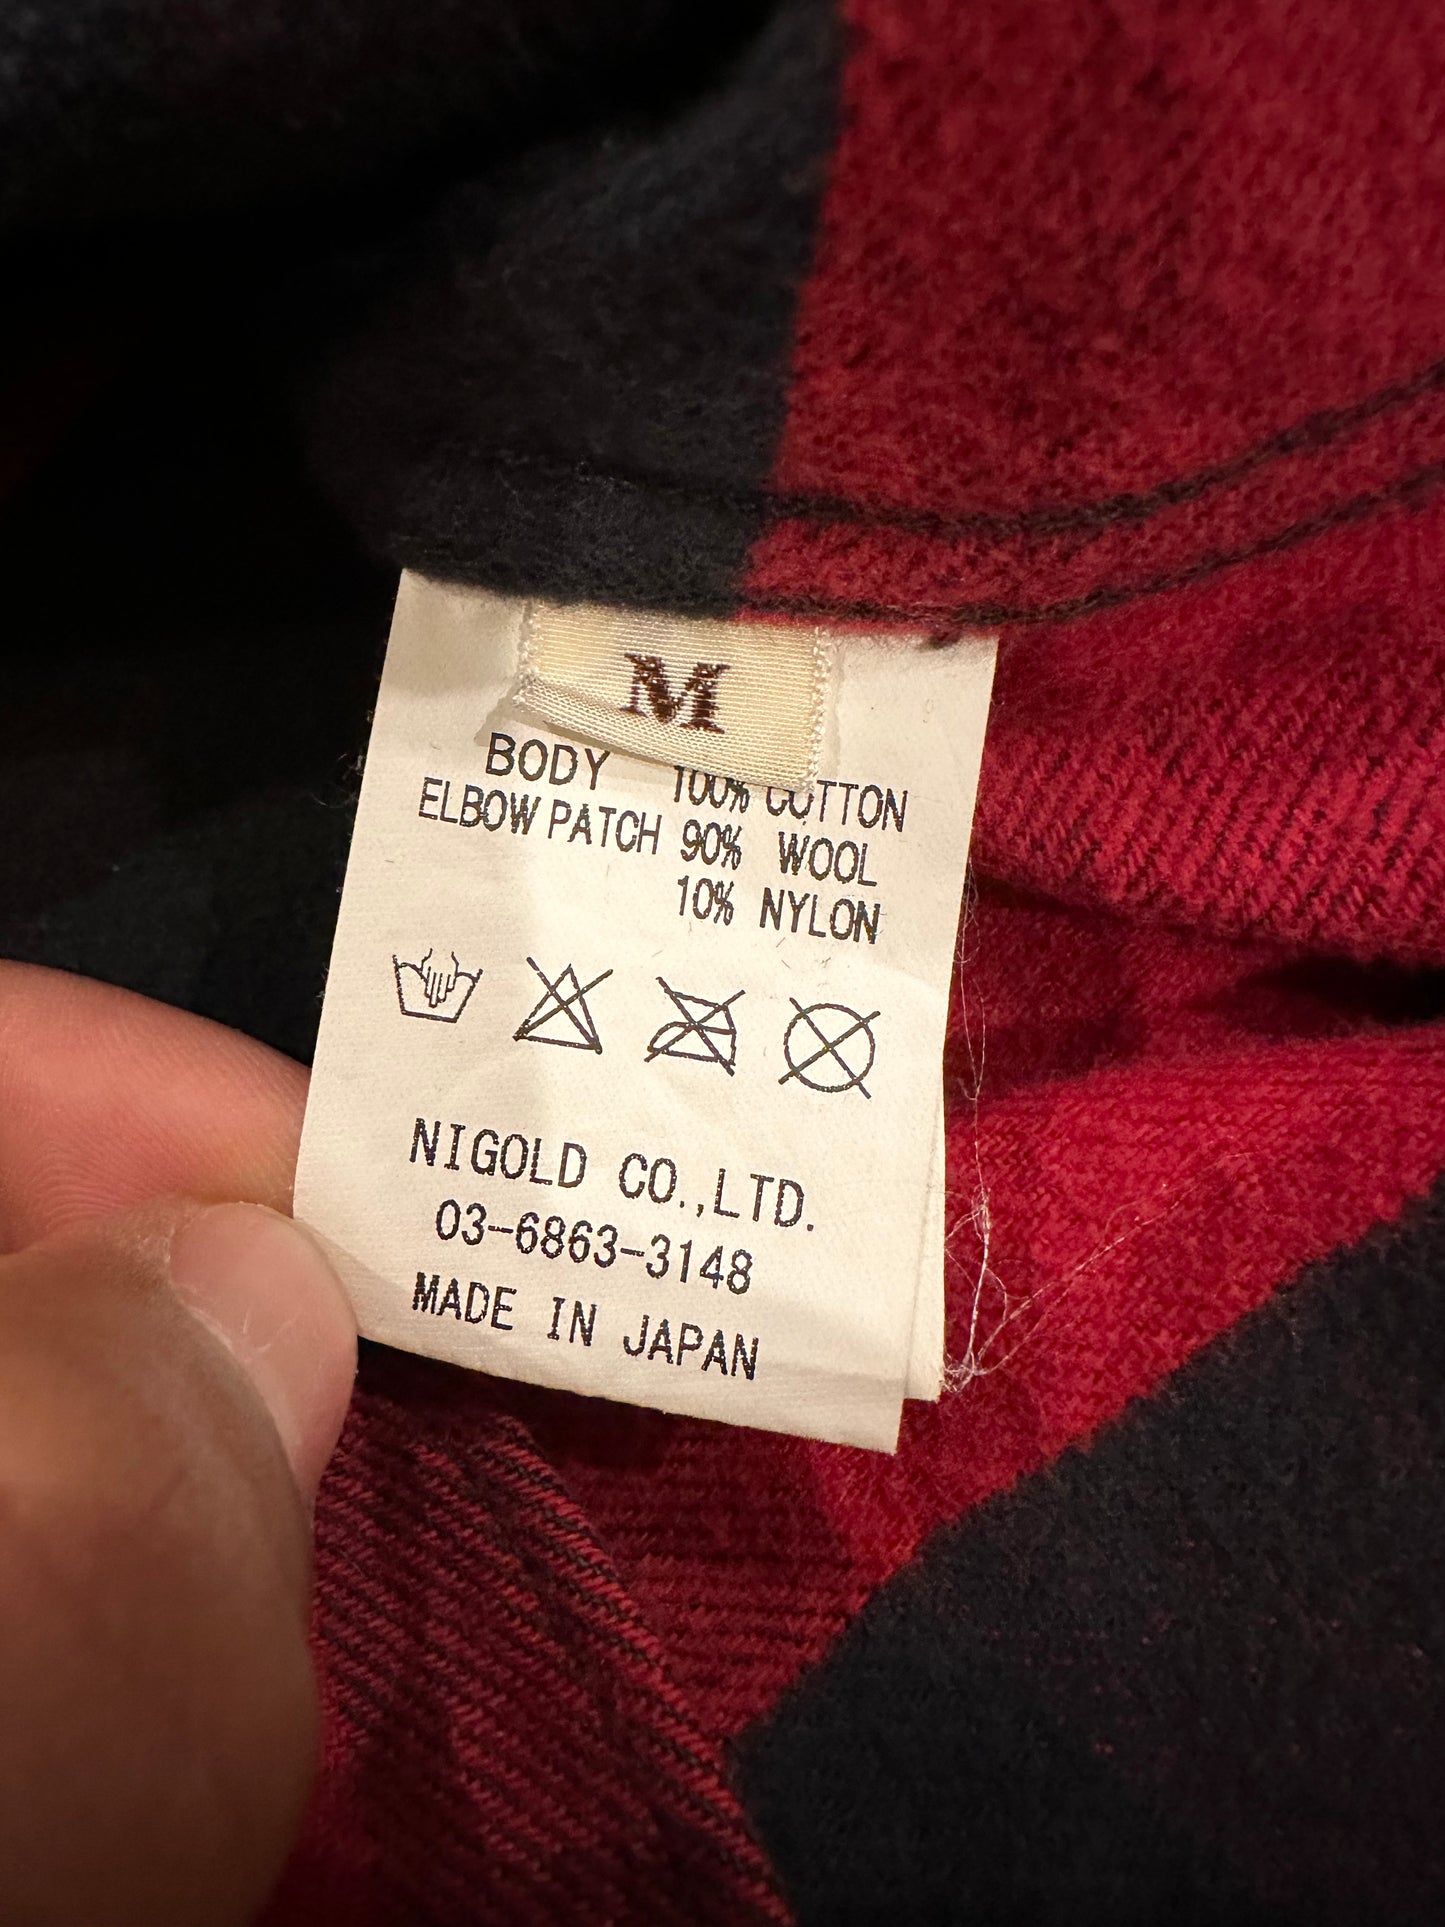 M
BODY 100% COTTON
ELBOW PATCH 90% WOOL
10% NYLON
NIGOLD CO.,LTD.
03-6863-3148
MADE IN JAPAN